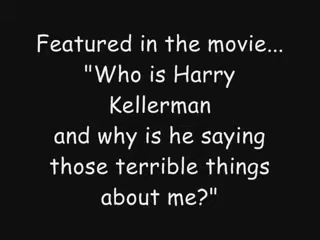 Featured in the movie...
"Who is Harry
Kellerman
and why is he saying
those terrible things
about me?"